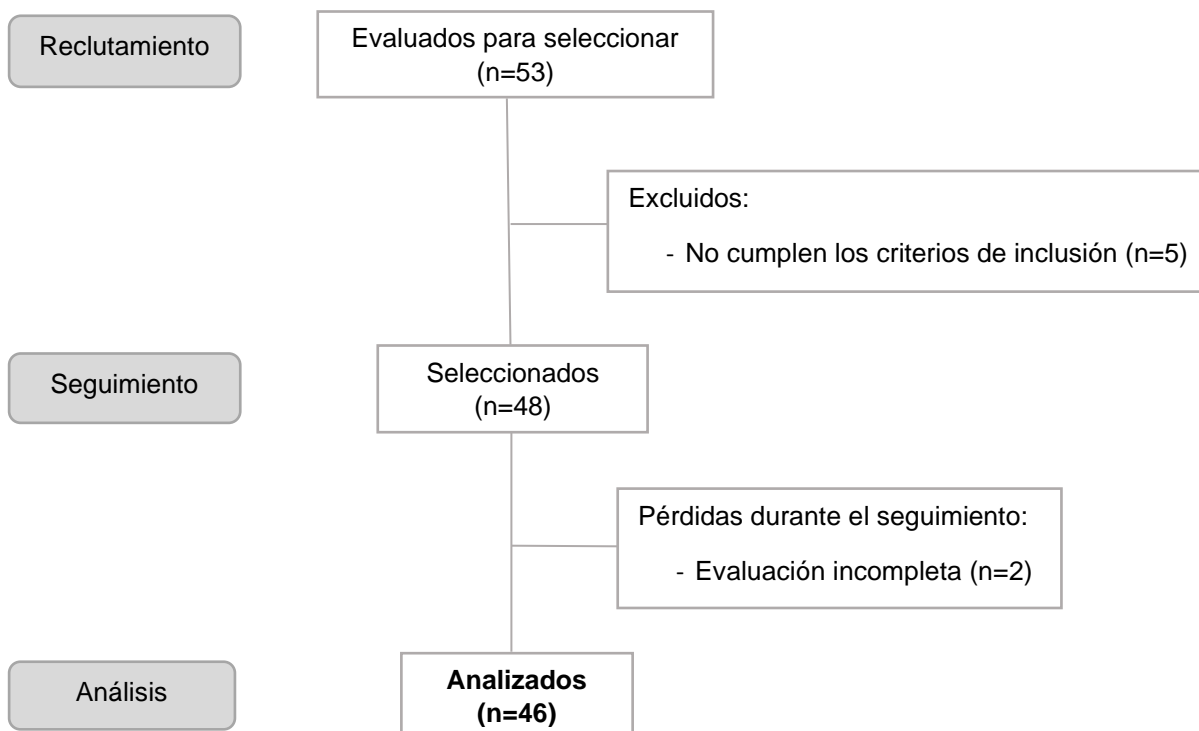 Reclutamiento
Evaluados para seleccionar
(n=53)
Excluidos:
- No cumplen los criterios de inclusión (n=5)
Seguimiento
Seleccionados
(n=48)
Pérdidas durante el seguimiento:
- Evaluación incompleta (n=2)
Análisis
Analizados
(n=46)